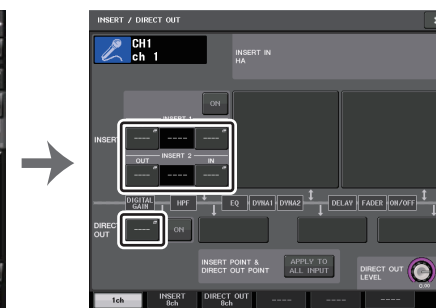 INSERT / DIRECT OUT
CH1
ch 1
INSERT IN
HA
ON
INSERT 1
INSERT
---- ---- ----
OUT INSERT 2 IN
---- ---- ----
DIGITAL GAIN HPF EQ DYNA1 DYNA2 DELAY FADER ON/OFF
DIRECT OUT ---- ON
INSERT POINT &
DIRECT OUT POINT
APPLY TO
ALL INPUT
DIRECT OUT
LEVEL
0.00
1ch INSERT 8ch DIRECT OUT 8ch ---- ---- ----